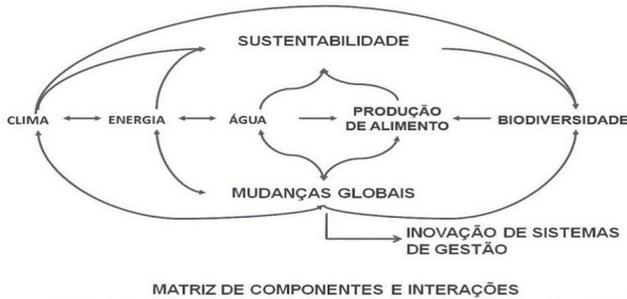 SUSTENTABILIDADE
CLIMA
ENERGIA
ÁGUA
PRODUÇÃO
DE ALIMENTO
BIODIVERSIDADE
MUDANÇAS GLOBAIS
INOVAÇÃO DE SISTEMAS
DE GESTÃO
MATRIZ DE COMPONENTES E INTERAÇÕES